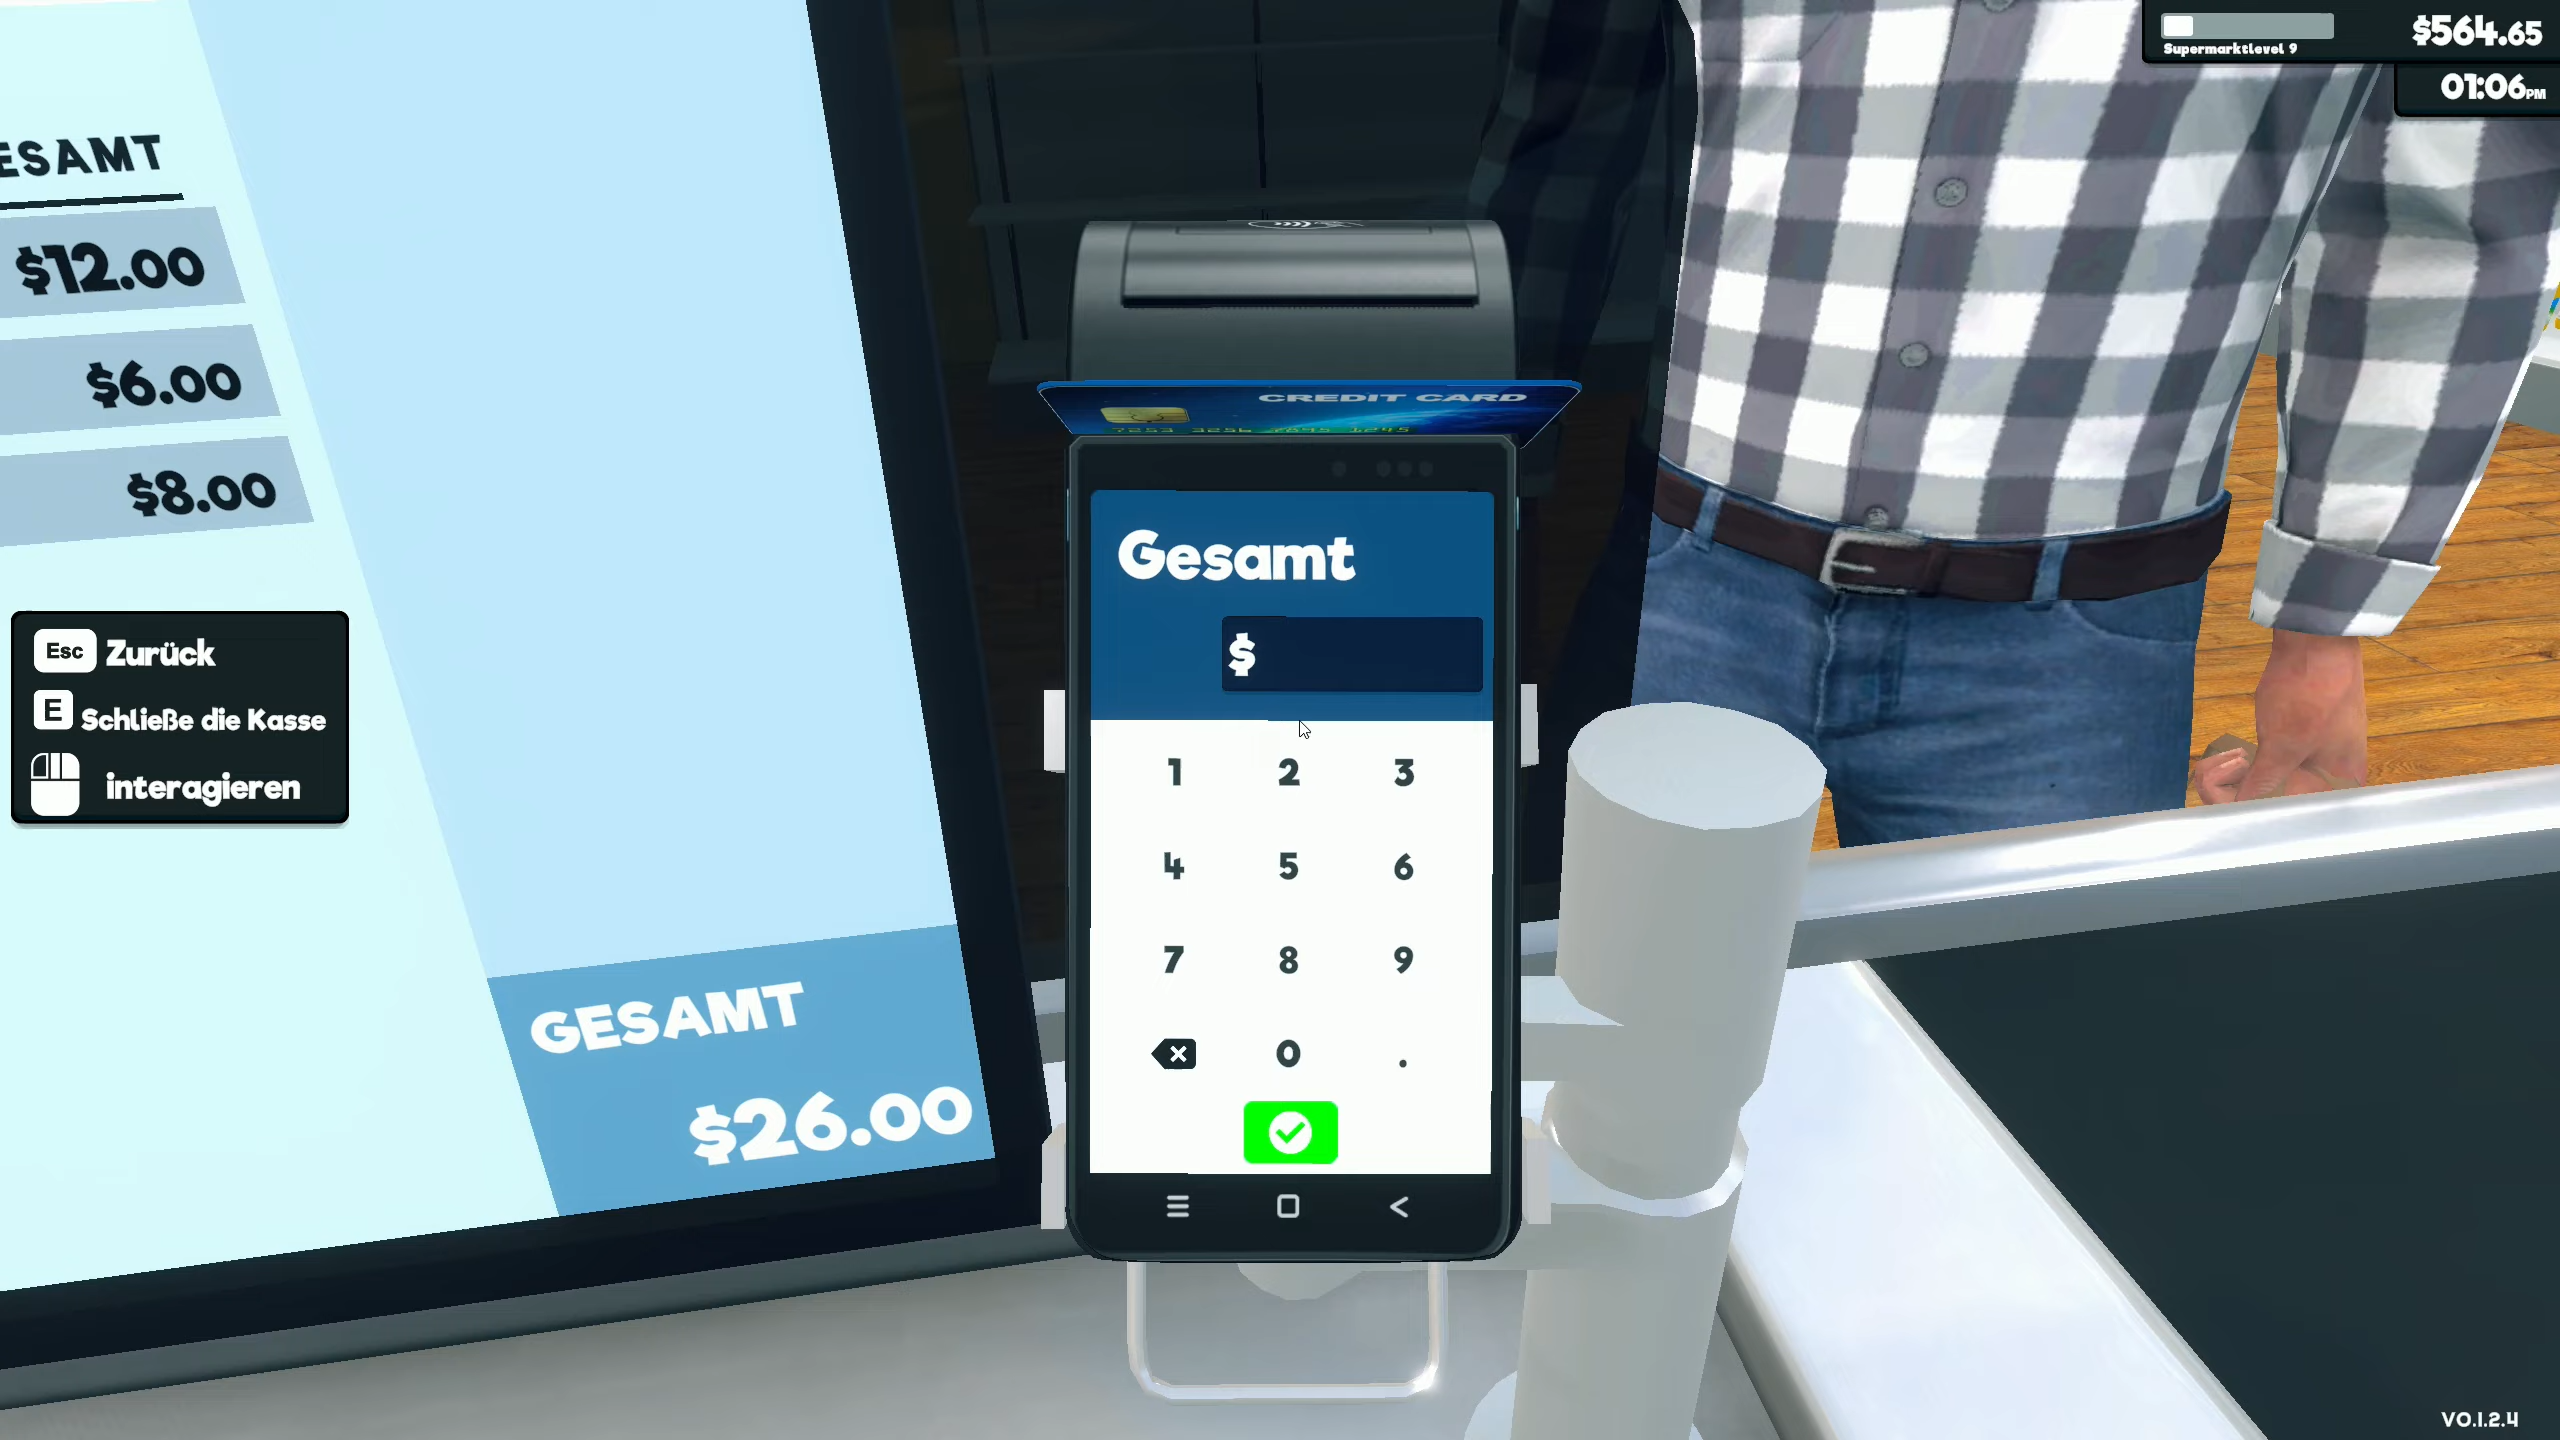 Supermarktlevel 9
$564.65
01:06PM
ESAMT
$12.00
$6.00
$8.00
CREDIT CARD
Gesamt
$
Esc Zurück
E Schließe die Kasse
interagieren
1 2 3
4 5 6
7 8 9
0 .
GESAMT
$26.00
V0.1.2.4